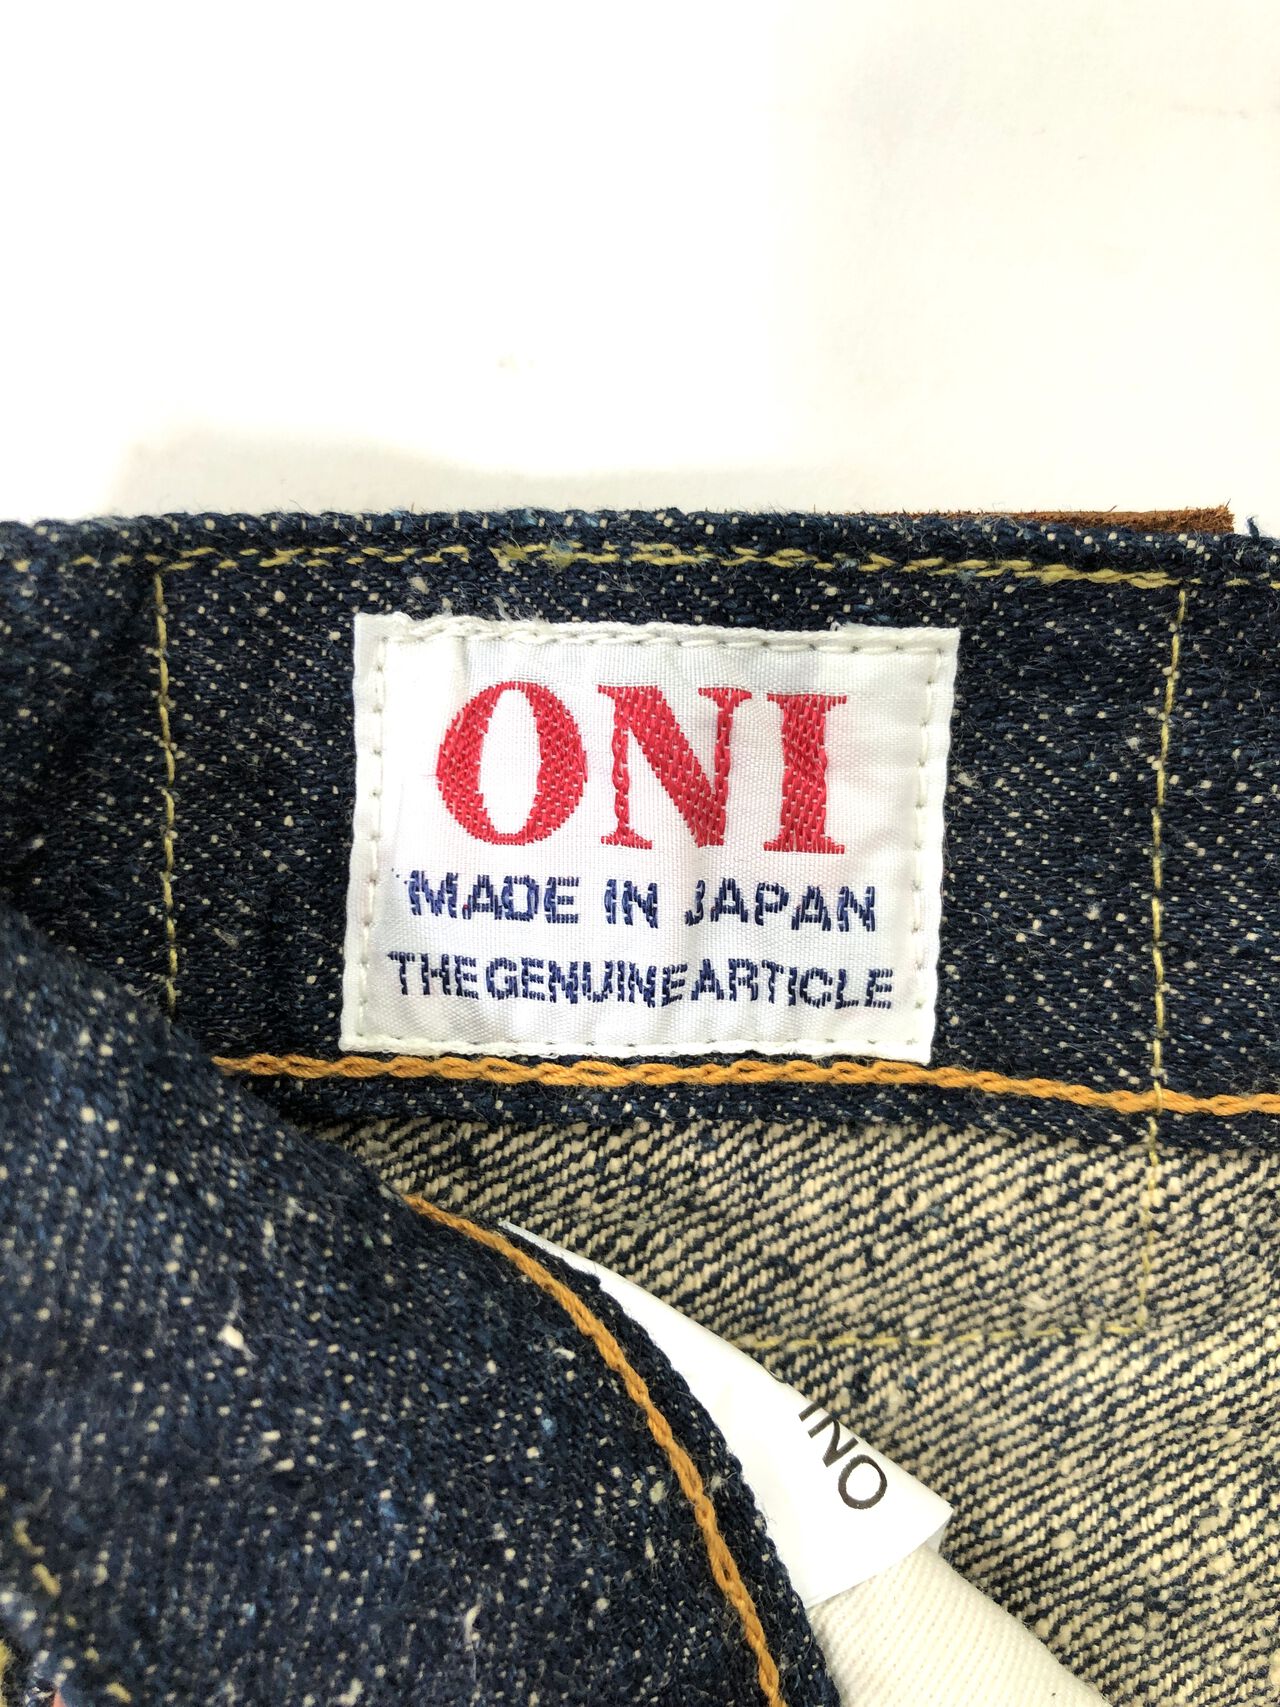 ONI
MADE IN JAPAN
THE GENUINE ARTICLE